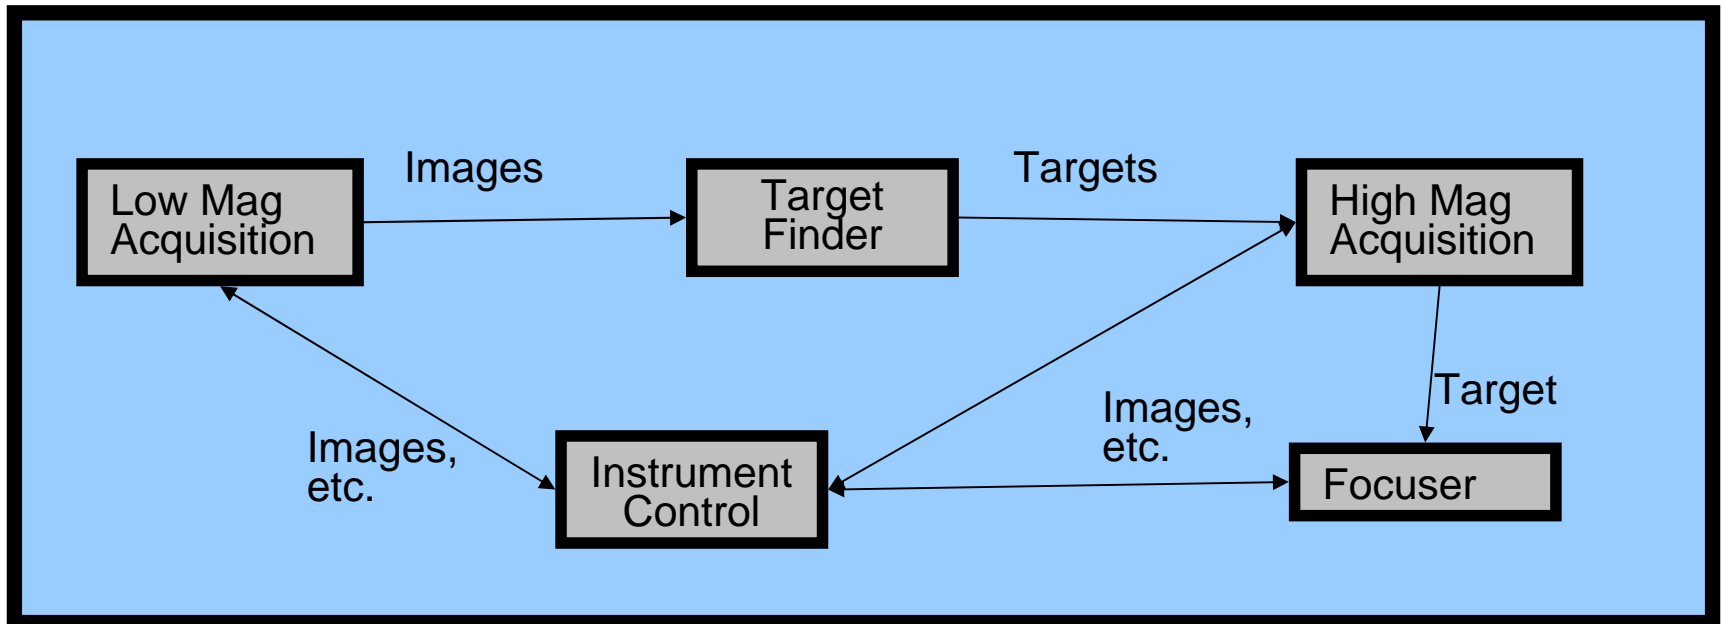 Images
Targets
Low Mag
Acquisition
Target
Finder
High Mag
Acquisition
Target
Images,
etc.
Images,
etc.
Instrument
Control
Focuser